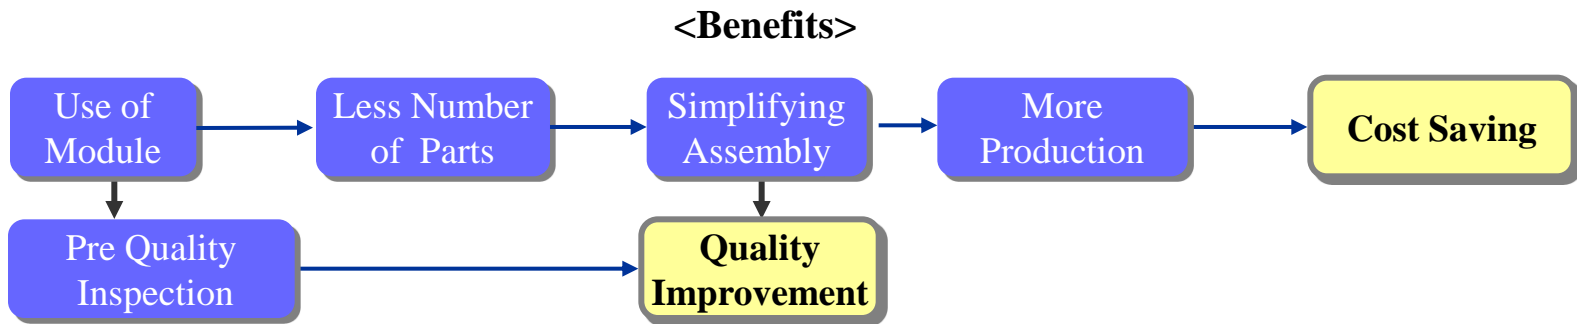 <Benefits>
Use of
Module
Less Number
of Parts
Simplifying
Assembly
More
Production
Cost Saving
Pre Quality
Inspection
Quality
Improvement